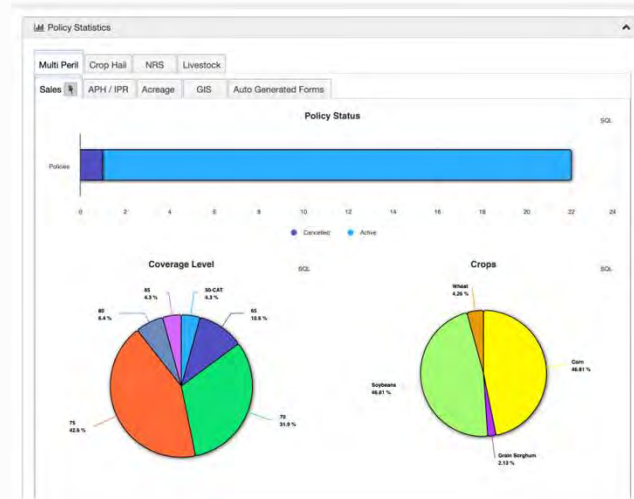 Policy Statistics
Multi Peril Crop Hail NRS Livestock
Sales APH / IPR Acreage GIS Auto Generated Forms
Policy Status
SQL
Policies
0 2 4 6 8 10 12 14 16 18 20 22 24
Cancelled Active
Coverage Level
SQL
85
4.3 %
50-CAT
4.3 %
80
6.4 %
65
10.6 %
75
42.6 %
70
31.9 %
Crops
SQL
Wheat
4.26 %
Corn
46.81 %
Soybeans
46.81 %
Grain Sorghum
2.13 %